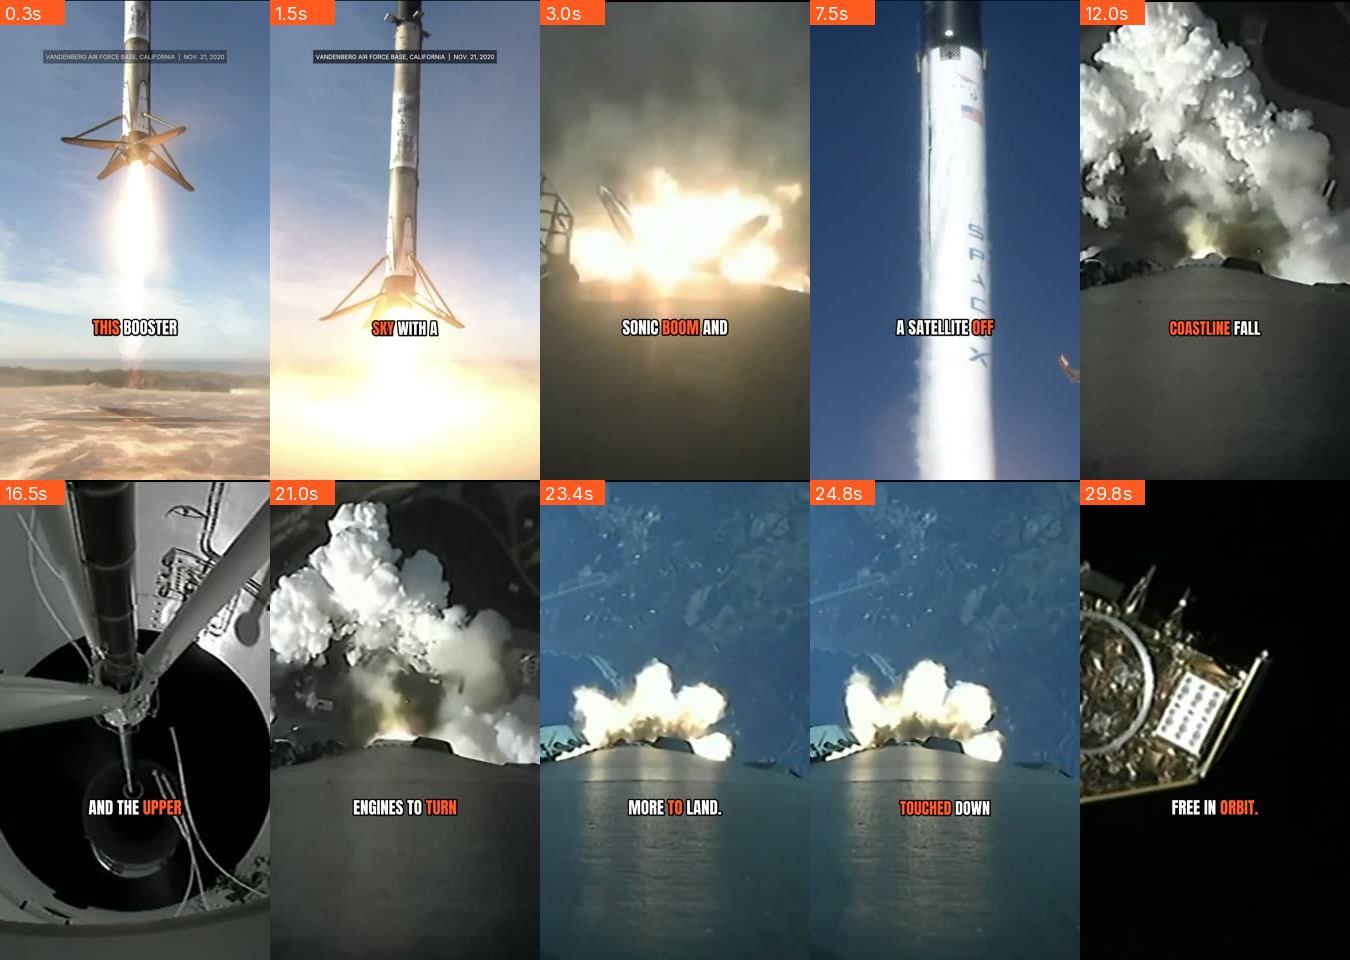 0.3s
VANDENBERG AIR FORCE BASE, CALIFORNIA | NOV. 21, 2020
THIS BOOSTER
1.5s
VANDENBERG AIR FORCE BASE, CALIFORNIA | NOV. 21, 2020
SKY WITH A
3.0s
SONIC BOOM AND
7.5s
SPACE X
A SATELLITE OFF
12.0s
COASTLINE FALL
16.5s
AND THE UPPER
21.0s
ENGINES TO TURN
23.4s
MORE TO LAND.
24.8s
TOUCHED DOWN
29.8s
FREE IN ORBIT.